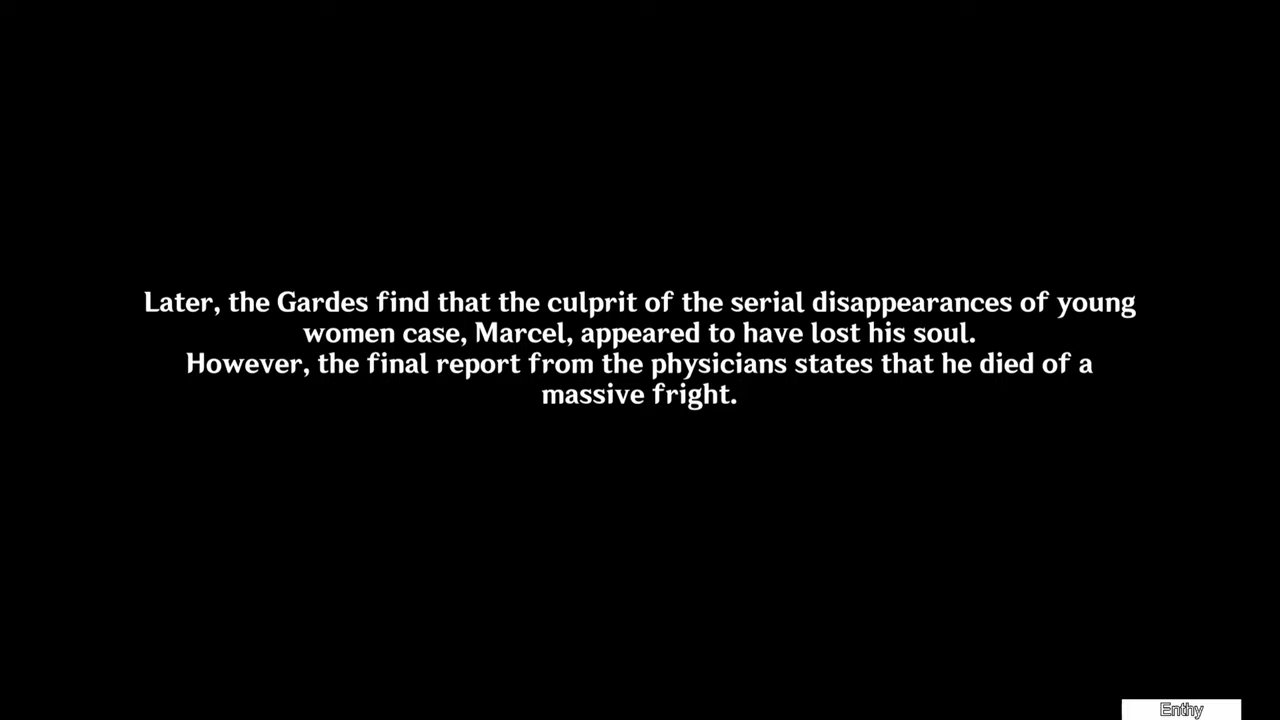 Later, the Gardes find that the culprit of the serial disappearances of young
women case, Marcel, appeared to have lost his soul.
However, the final report from the physicians states that he died of a
massive fright.
Enthy